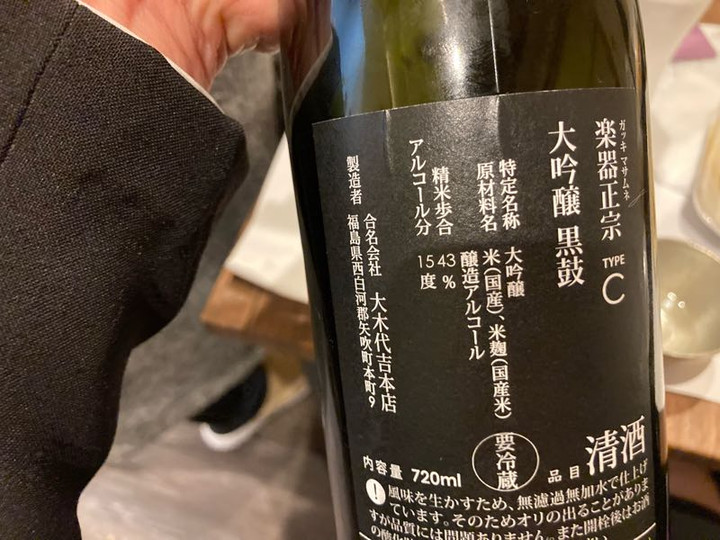 ガッキ マサムネ
楽器正宗 TYPE C
大吟醸 黒鼓
特定名称 大吟醸
原材料名 米(国産)、米麹(国産米)
醸造アルコール
精米歩合 43%
アルコール分 15度
製造者 合名会社 大木代吉本店
福島県西白河郡矢吹町本町9
内容量 720ml
要冷蔵
品目 清酒
風味を生かすため、無濾過無加水で仕上げ
ています。そのためオリの出ることがありま
すが品質には問題ありません。また開栓後はお酒